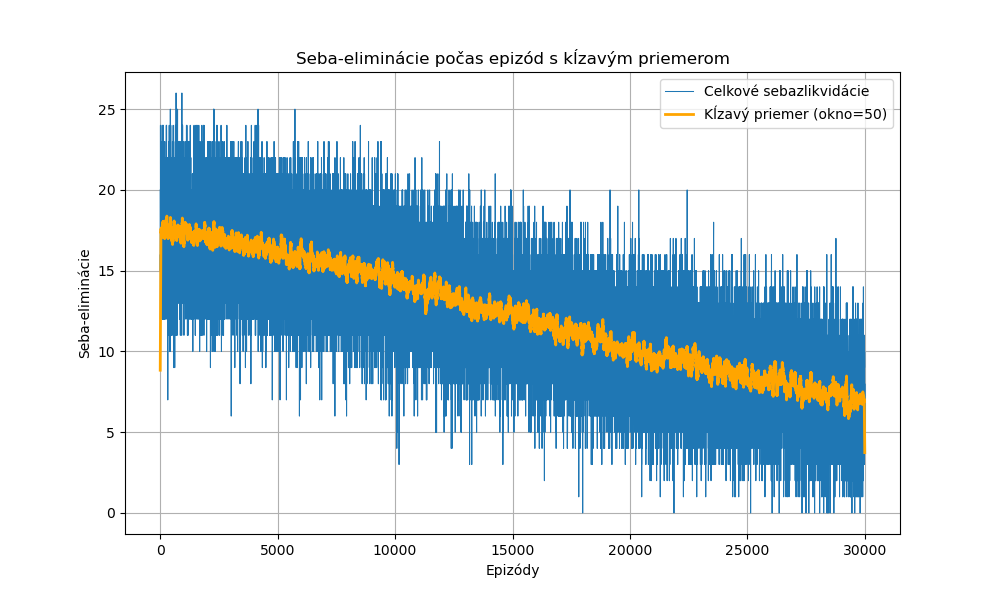 Seba-eliminácie počas epizód s kĺzavým priemerom
Celkové sebazlikvidácie
Kĺzavý priemer (okno=50)
Seba-eliminácie
25
20
15
10
5
0
0 5000 10000 15000 20000 25000 30000
Epizódy